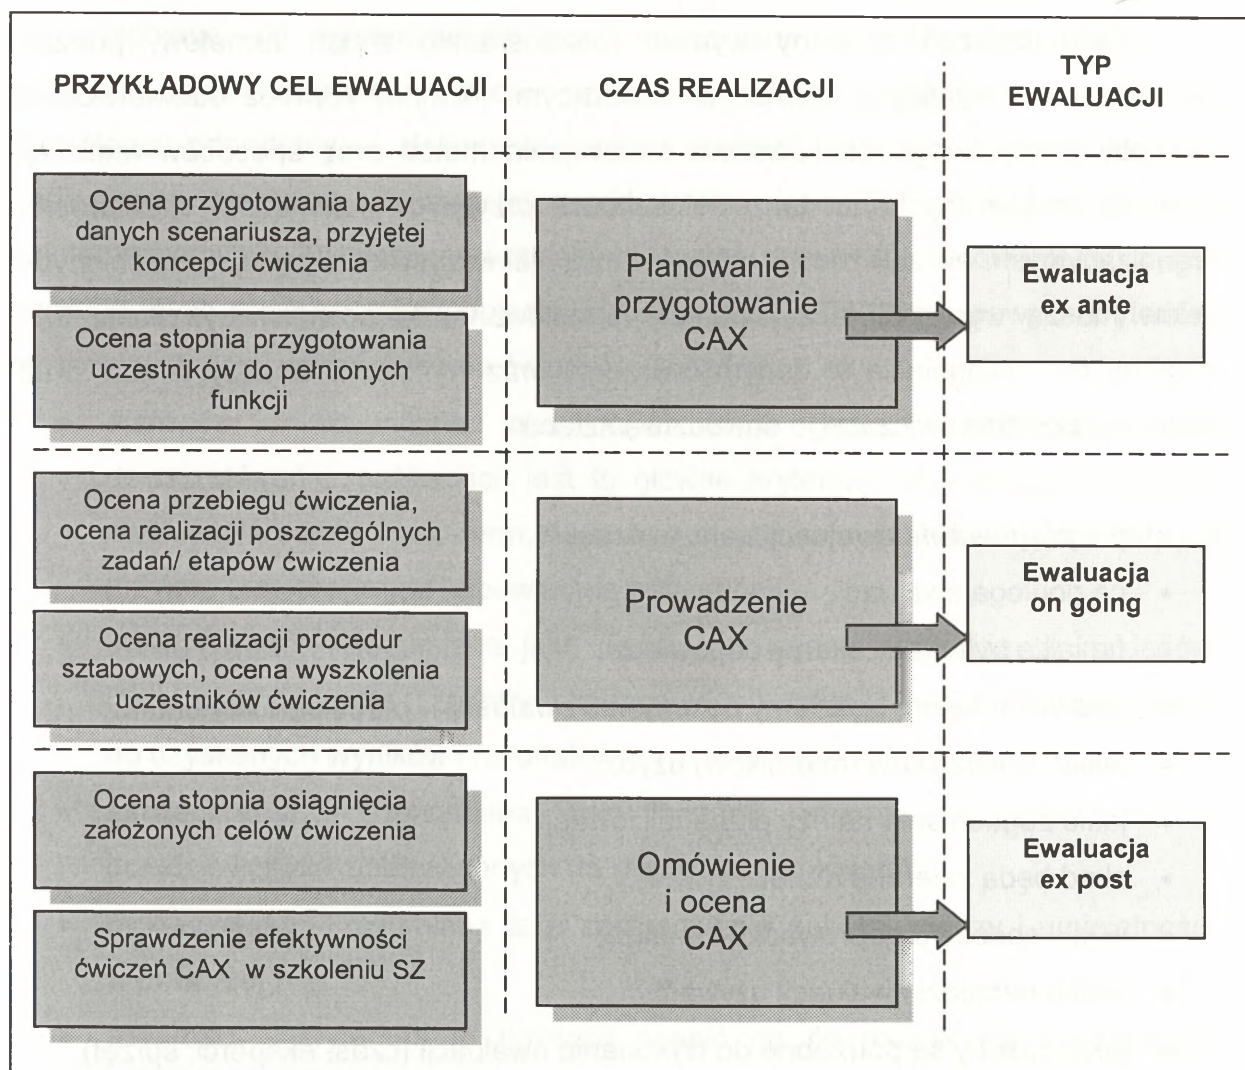 PRZYKŁADOWY CEL EWALUACJI
CZAS REALIZACJI
TYP
EWALUACJI
Ocena przygotowania bazy
danych scenariusza, przyjętej
koncepcji ćwiczenia
Ocena stopnia przygotowania
uczestników do pełnionych
funkcji
Planowanie i
przygotowanie
CAX
Ewaluacja
ex ante
Ocena przebiegu ćwiczenia,
ocena realizacji poszczególnych
zadań/ etapów ćwiczenia
Ocena realizacji procedur
sztabowych, ocena wyszkolenia
uczestników ćwiczenia
Prowadzenie
CAX
Ewaluacja
on going
Ocena stopnia osiągnięcia
założonych celów ćwiczenia
Sprawdzenie efektywności
ćwiczeń CAX w szkoleniu SZ
Omówienie
i ocena
CAX
Ewaluacja
ex post